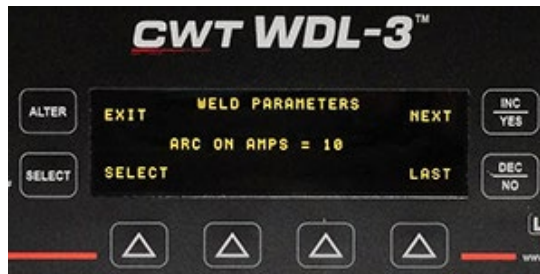 CWT WDL-3™
ALTER
EXIT WELD PARAMETERS NEXT
INC
YES
ARC ON AMPS = 10
SELECT
SELECT LAST
DEC
NO